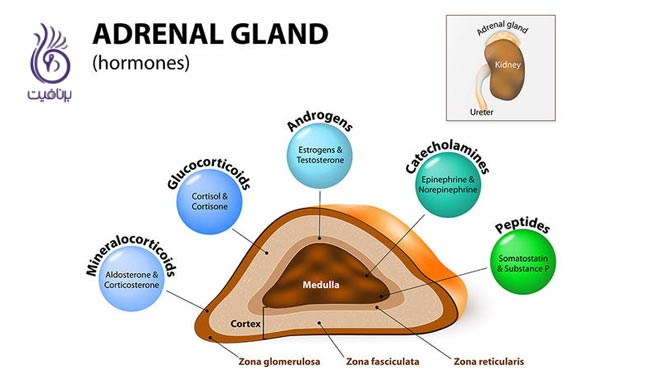 ADRENAL GLAND
(hormones)
برنافیت
Adrenal gland
Kidney
Ureter
Androgens
Estrogens &
Testosterone
Glucocorticoids
Cortisol &
Cortisone
Catecholamines
Epinephrine &
Norepinephrine
Mineralocorticoids
Aldosterone &
Corticosterone
Peptides
Somatostatin
& Substance P.
Medulla
Cortex
Zona glomerulosa
Zona fasciculata
Zona reticularis